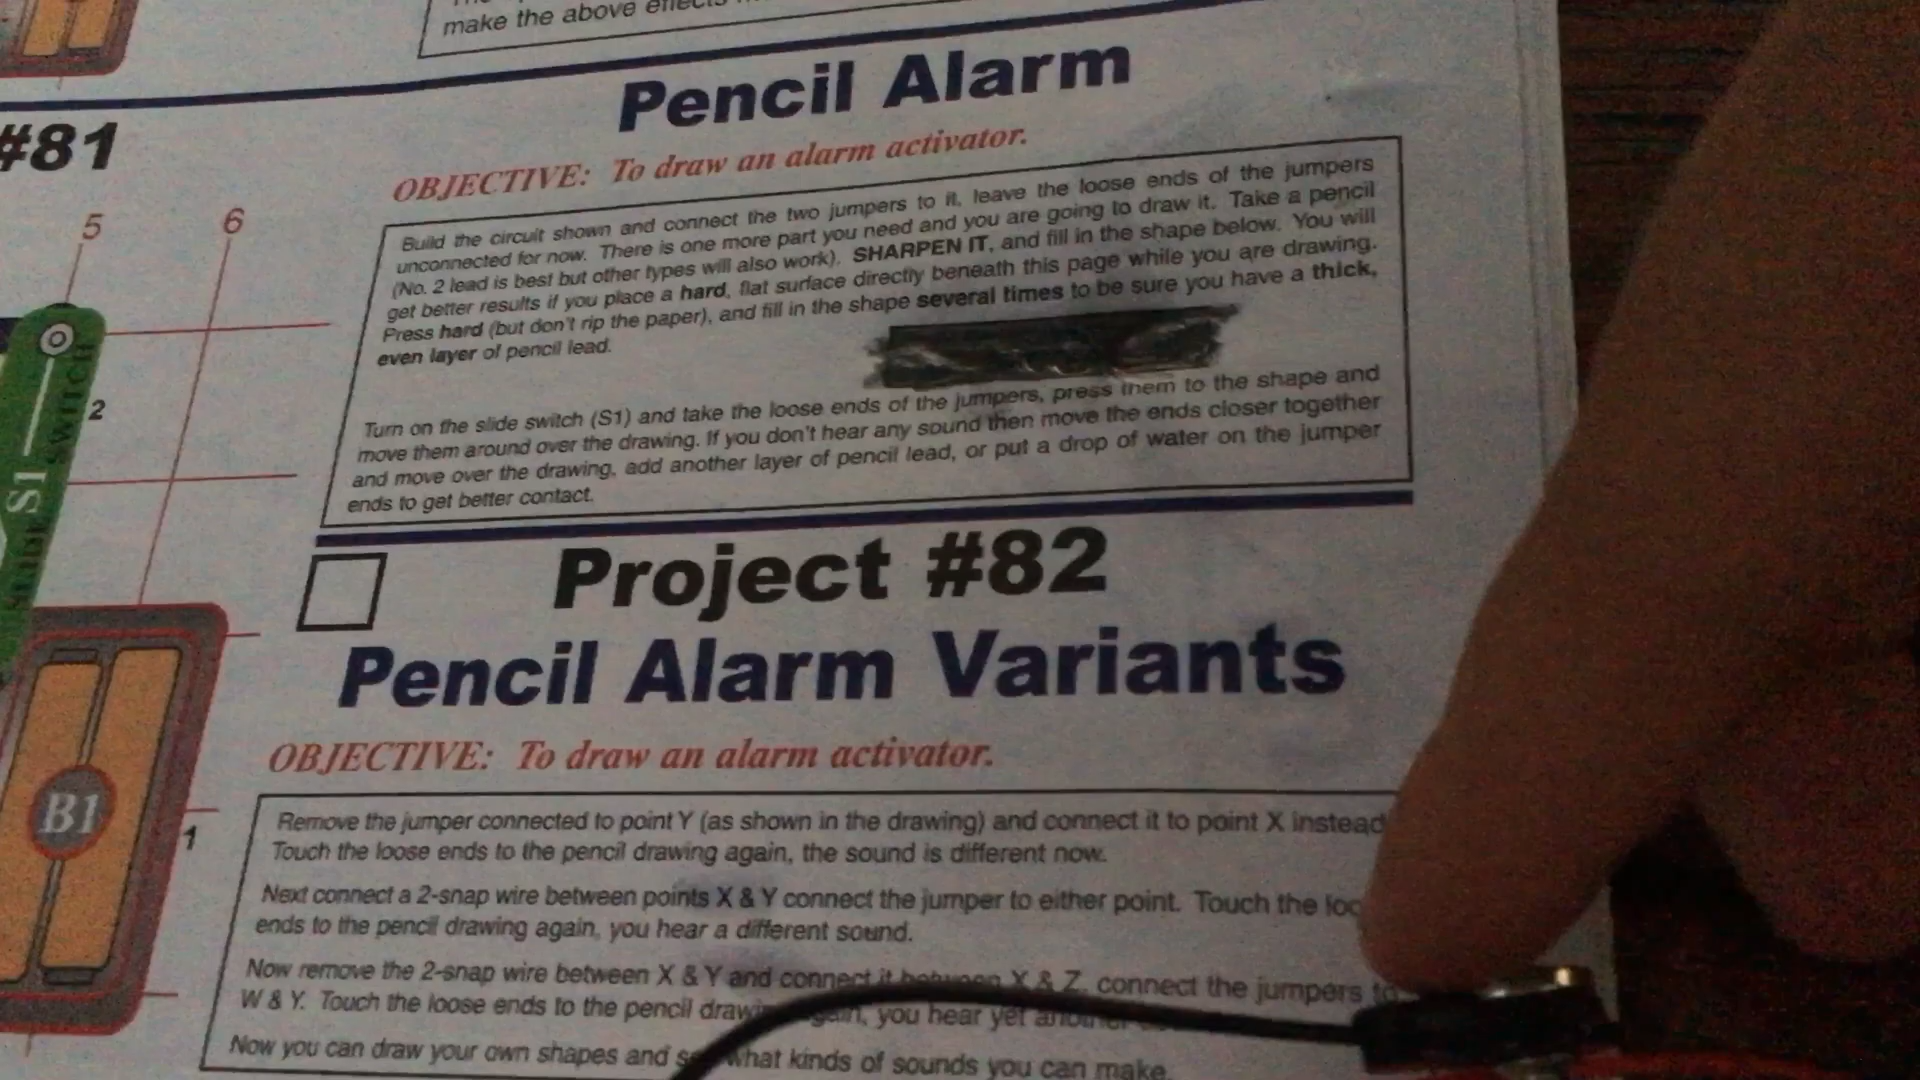 make the above effects
Pencil Alarm
#81
OBJECTIVE: To draw an alarm activator.
Build the circuit shown and connect the two jumpers to it, leave the loose ends of the jumpers
unconnected for now. There is one more part you need and you are going to draw it. Take a pencil
(No. 2 lead is best but other types will also work). SHARPEN IT, and fill in the shape below. You will
get better results if you place a hard, flat surface directly beneath this page while you are drawing.
Press hard (but don't rip the paper), and fill in the shape several times to be sure you have a thick,
even layer of pencil lead.
Turn on the slide switch (S1) and take the loose ends of the jumpers, press them to the shape and
move them around over the drawing. If you don't hear any sound then move the ends closer together
and move over the drawing, add another layer of pencil lead, or put a drop of water on the jumper
ends to get better contact.
5
6
2
S1
SLIDE SWITCH
Project #82
Pencil Alarm Variants
OBJECTIVE: To draw an alarm activator.
Remove the jumper connected to point Y (as shown in the drawing) and connect it to point X instead
Touch the loose ends to the pencil drawing again, the sound is different now.
Next connect a 2-snap wire between points X & Y connect the jumper to either point. Touch the
ends to the pencil drawing again, you hear a different sound.
Now remove the 2-snap wire between X & Y and connect it between X & Z, connect the jumpers to
W & Y. Touch the loose ends to the pencil drawing again, you hear yet another
Now you can draw your own shapes and see what kinds of sounds you can make.
B1
1